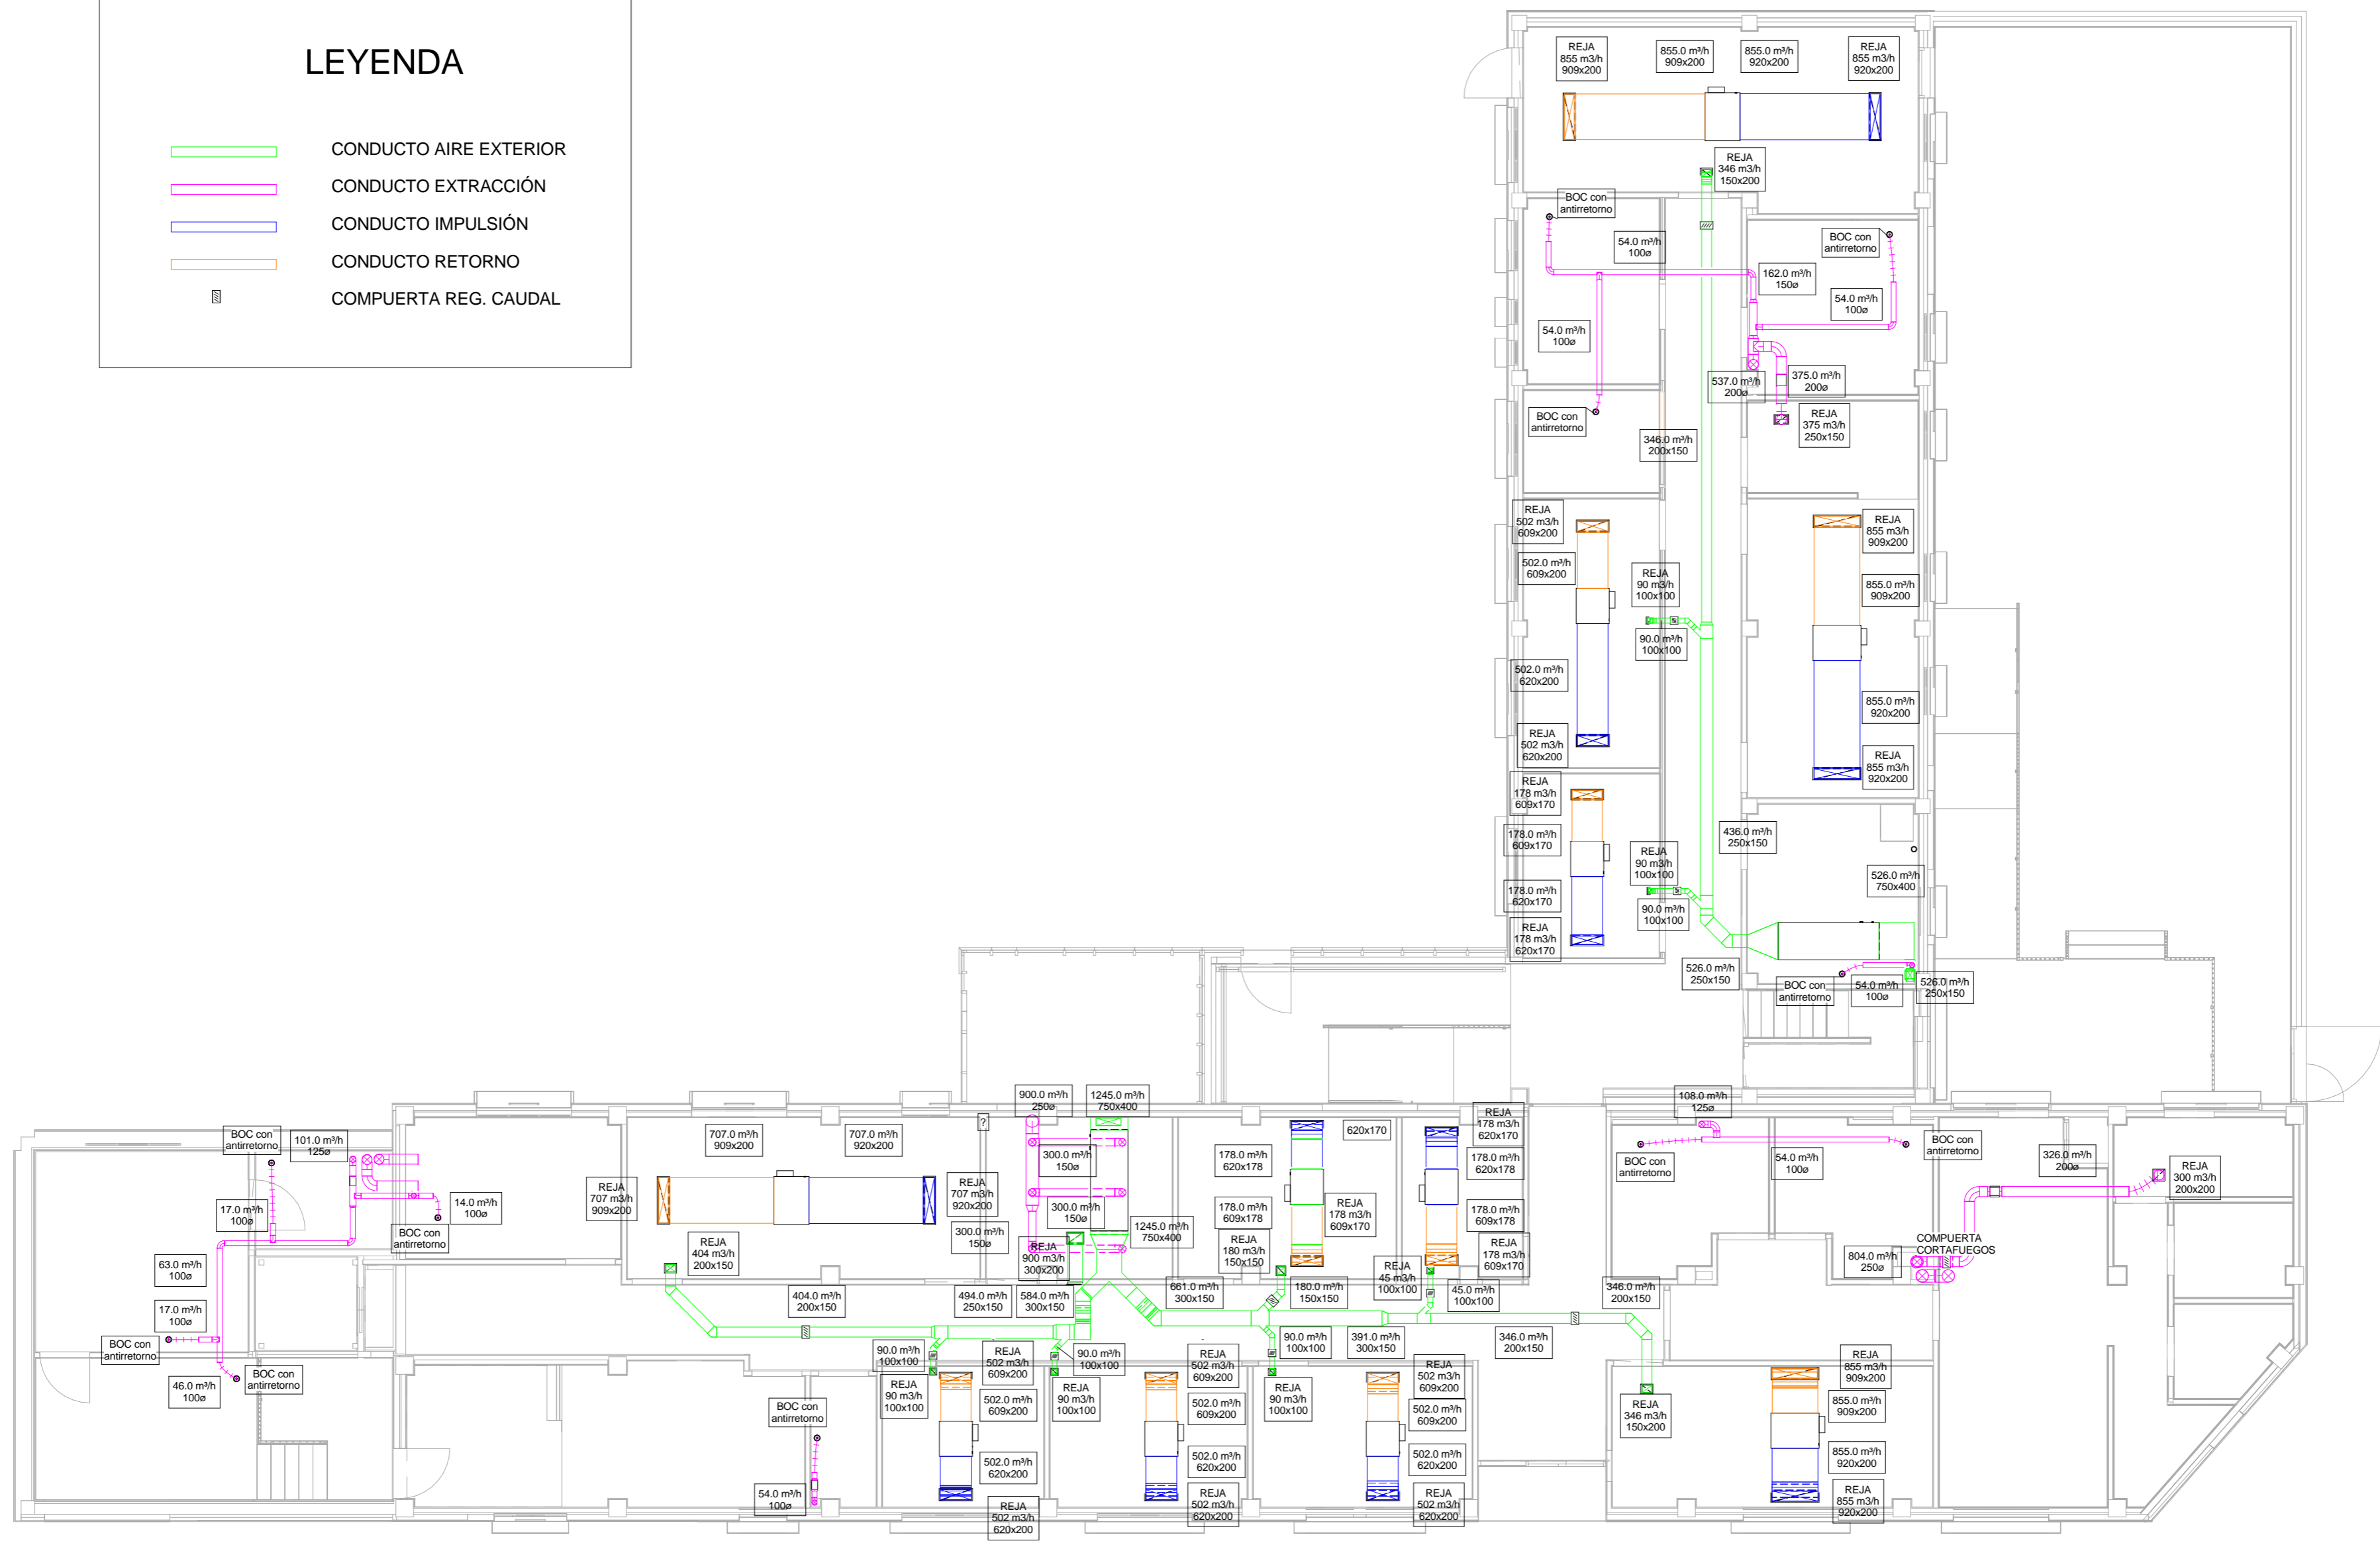 LEYENDA
CONDUCTO AIRE EXTERIOR
CONDUCTO EXTRACCIÓN
CONDUCTO IMPULSIÓN
CONDUCTO RETORNO
COMPUERTA REG. CAUDAL
REJA
855 m3/h
909x200
855.0 m³/h
909x200
855.0 m³/h
920x200
REJA
855 m3/h
920x200
REJA
346 m3/h
150x200
BOC con
antirretorno
54.0 m³/h
100ø
BOC con
antirretorno
162.0 m³/h
150ø
54.0 m³/h
100ø
54.0 m³/h
100ø
537.0 m³/h
200ø
375.0 m³/h
200ø
BOC con
antirretorno
REJA
375 m3/h
250x150
346.0 m³/h
200x150
REJA
502 m3/h
609x200
REJA
855 m3/h
909x200
502.0 m³/h
609x200
REJA
90 m3/h
100x100
855.0 m³/h
909x200
90.0 m³/h
100x100
502.0 m³/h
620x200
855.0 m³/h
920x200
REJA
502 m3/h
620x200
REJA
855 m3/h
920x200
REJA
178 m3/h
609x170
178.0 m³/h
609x170
436.0 m³/h
250x150
REJA
90 m3/h
100x100
526.0 m³/h
750x400
178.0 m³/h
620x170
90.0 m³/h
100x100
REJA
178 m3/h
620x170
526.0 m³/h
250x150
BOC con
antirretorno
54.0 m³/h
100ø
526.0 m³/h
250x150
900.0 m³/h
250ø
1245.0 m³/h
750x400
108.0 m³/h
125ø
BOC con
antirretorno
101.0 m³/h
125ø
707.0 m³/h
909x200
707.0 m³/h
920x200
?
620x170
REJA
178 m3/h
620x170
300.0 m³/h
150ø
178.0 m³/h
620x178
178.0 m³/h
620x178
BOC con
antirretorno
54.0 m³/h
100ø
BOC con
antirretorno
326.0 m³/h
200ø
REJA
300 m3/h
200x200
17.0 m³/h
100ø
14.0 m³/h
100ø
BOC con
antirretorno
REJA
707 m3/h
909x200
REJA
707 m3/h
920x200
300.0 m³/h
150ø
300.0 m³/h
150ø
1245.0 m³/h
750x400
178.0 m³/h
609x178
REJA
178 m3/h
609x170
178.0 m³/h
609x178
63.0 m³/h
100ø
REJA
404 m3/h
200x150
REJA
900 m3/h
300x200
REJA
180 m3/h
150x150
REJA
45 m3/h
100x100
REJA
178 m3/h
609x170
COMPUERTA
CORTAFUEGOS
804.0 m³/h
250ø
17.0 m³/h
100ø
404.0 m³/h
200x150
494.0 m³/h
250x150
584.0 m³/h
300x150
661.0 m³/h
300x150
180.0 m³/h
150x150
45.0 m³/h
100x100
346.0 m³/h
200x150
BOC con
antirretorno
90.0 m³/h
100x100
REJA
502 m3/h
609x200
90.0 m³/h
100x100
REJA
502 m3/h
609x200
90.0 m³/h
100x100
391.0 m³/h
300x150
346.0 m³/h
200x150
46.0 m³/h
100ø
BOC con
antirretorno
REJA
90 m3/h
100x100
502.0 m³/h
609x200
REJA
90 m3/h
100x100
502.0 m³/h
609x200
REJA
90 m3/h
100x100
REJA
502 m3/h
609x200
502.0 m³/h
609x200
REJA
346 m3/h
150x200
REJA
855 m3/h
909x200
855.0 m³/h
909x200
BOC con
antirretorno
502.0 m³/h
620x200
502.0 m³/h
620x200
502.0 m³/h
620x200
855.0 m³/h
920x200
54.0 m³/h
100ø
REJA
502 m3/h
620x200
REJA
502 m3/h
620x200
REJA
502 m3/h
620x200
REJA
855 m3/h
920x200